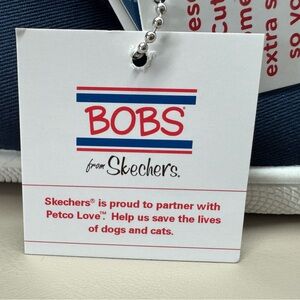 BOBS
from Skechers.
Skechers® is proud to partner with
Petco Love™. Help us save the lives
of dogs and cats.
extra s
so yo